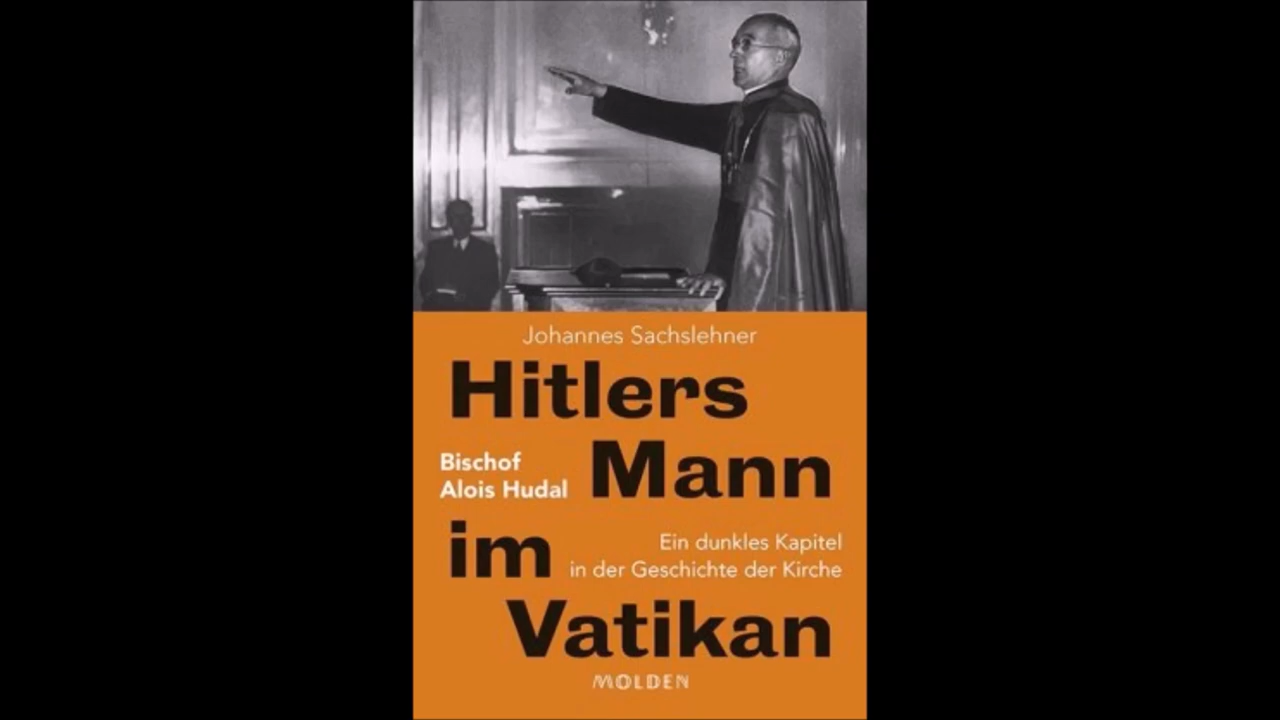 Johannes Sachslehner
Hitlers
Bischof
Alois Hudal
Mann
im
Ein dunkles Kapitel
in der Geschichte der Kirche
Vatikan
MOLDEN